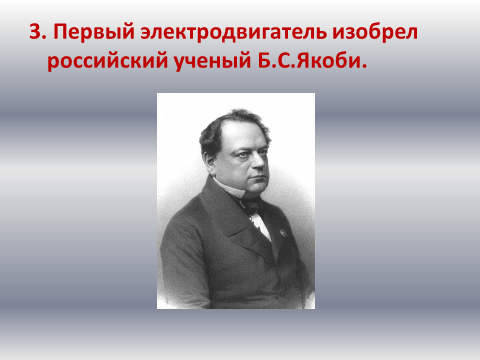 3. Первый электродвигатель изобрел
российский ученый Б.С.Якоби.